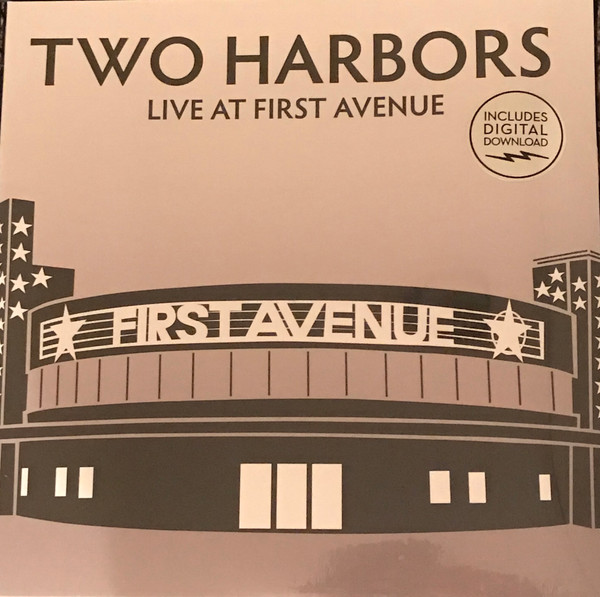 TWO HARBORS
LIVE AT FIRST AVENUE
INCLUDES
DIGITAL
DOWNLOAD
FIRST AVENUE